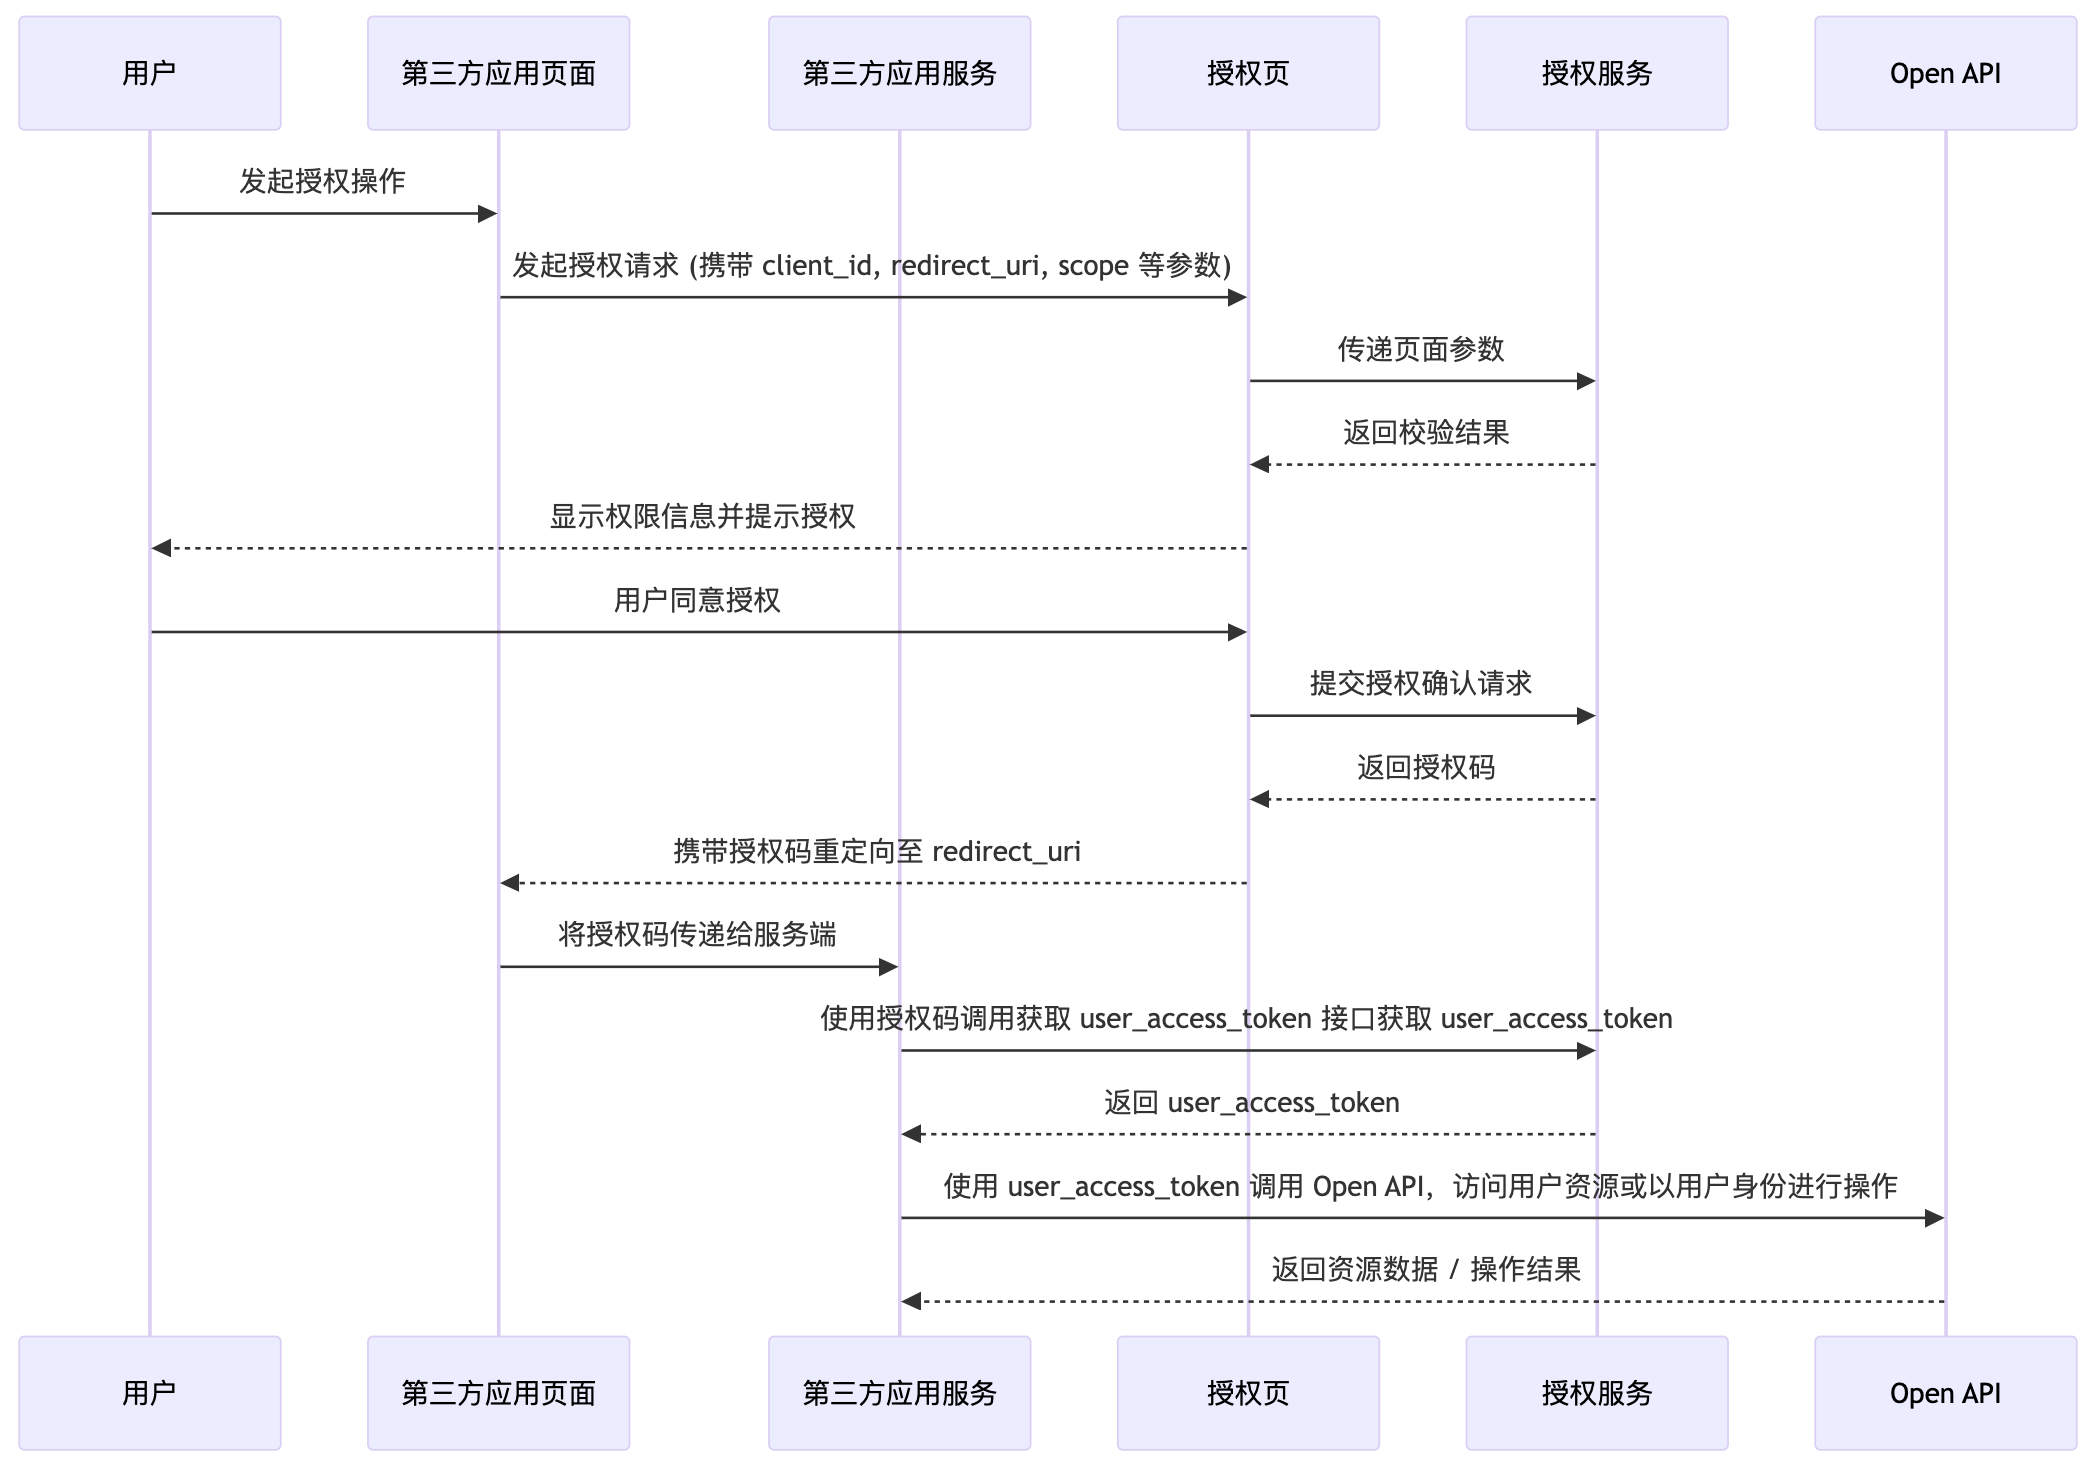 用户
第三方应用页面
第三方应用服务
授权页
授权服务
Open API
发起授权操作
发起授权请求 (携带 client_id, redirect_uri, scope 等参数)
传递页面参数
返回校验结果
显示权限信息并提示授权
用户同意授权
提交授权确认请求
返回授权码
携带授权码重定向至 redirect_uri
将授权码传递给服务端
使用授权码调用获取 user_access_token 接口获取 user_access_token
返回 user_access_token
使用 user_access_token 调用 Open API，访问用户资源或以用户身份进行操作
返回资源数据 / 操作结果
用户
第三方应用页面
第三方应用服务
授权页
授权服务
Open API